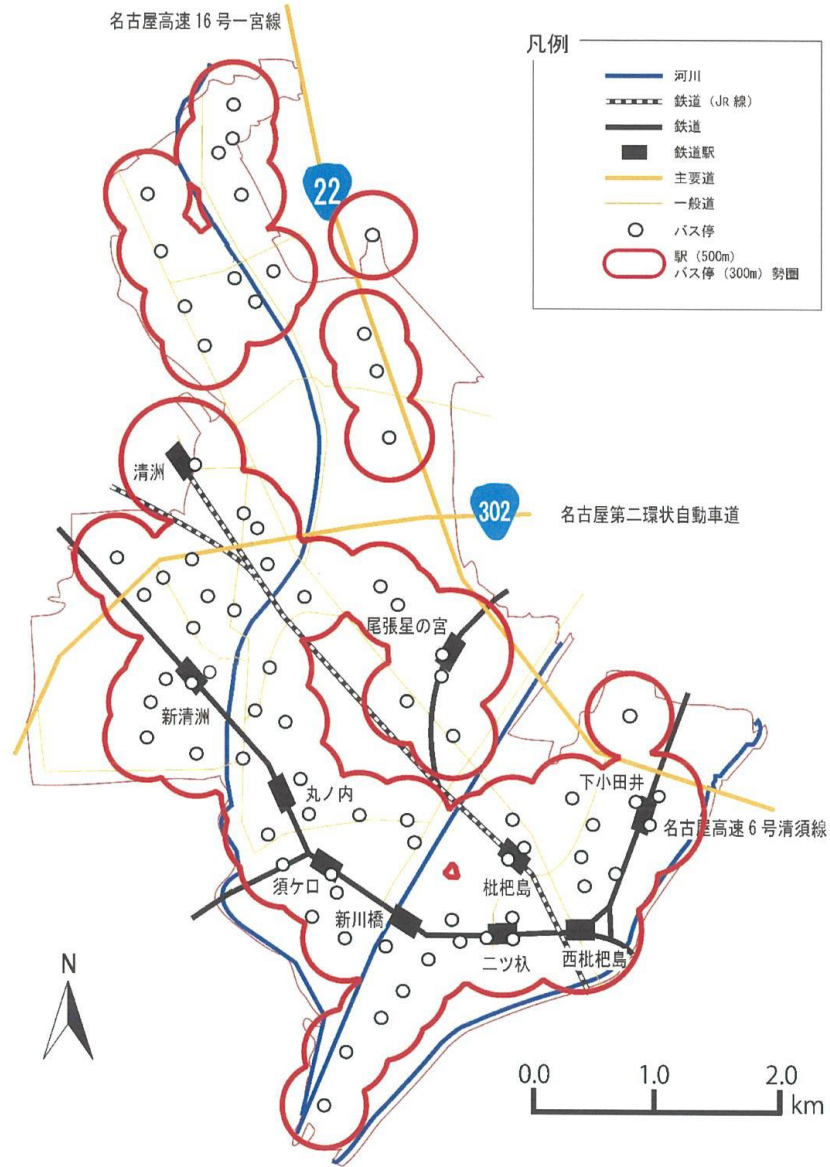 名古屋高速16号一宮線
凡例
河川
鉄道（JR線）
鉄道
鉄道駅
主要道
一般道
バス停
駅（500m）
バス停（300m）勢圏
22
清洲
302
名古屋第二環状自動車道
尾張星の宮
新清洲
丸ノ内
下小田井
名古屋高速6号清須線
須ケ口
枇杷島
新川橋
二ツ杁
西枇杷島
N
0.0 1.0 2.0
km